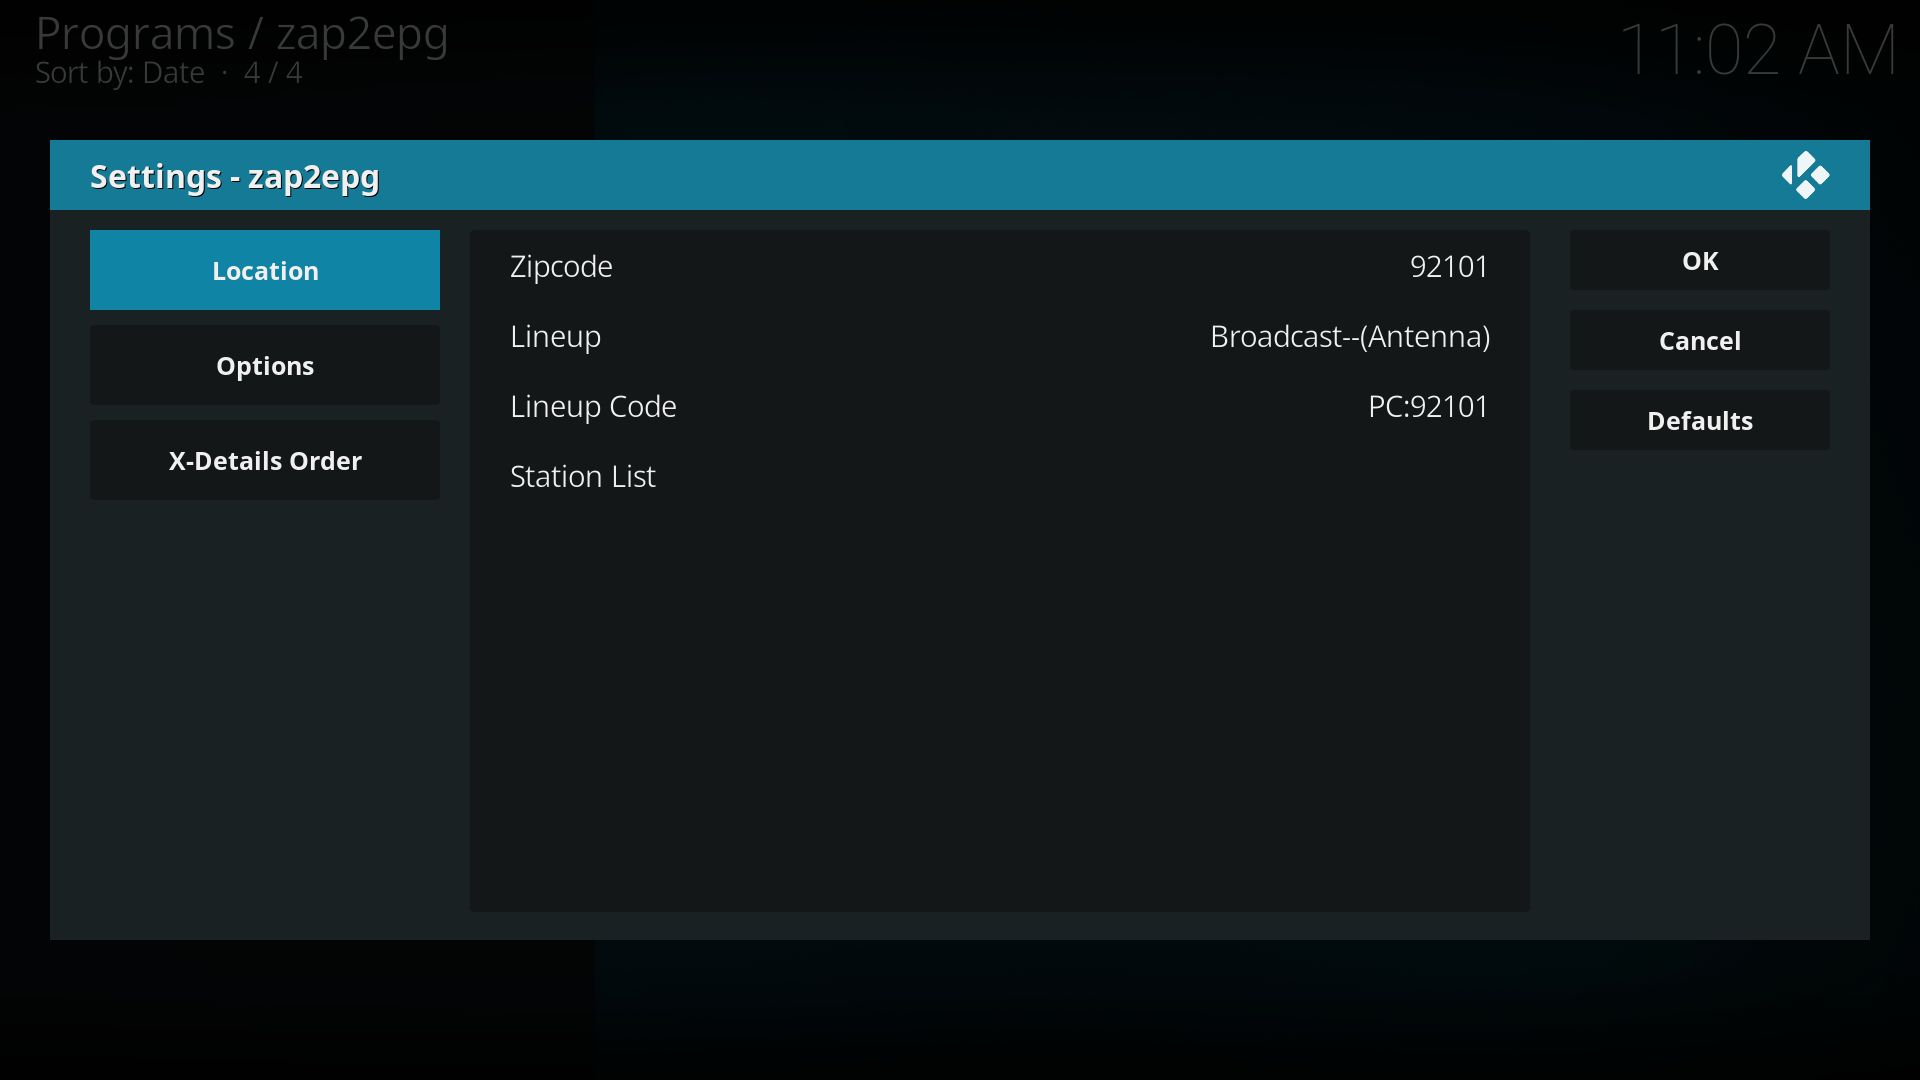 Programs / zap2epg
Sort by: Date · 4 / 4
11:02 AM
Settings - zap2epg
Location
Options
X-Details Order
Zipcode 92101
Lineup Broadcast--(Antenna)
Lineup Code PC:92101
Station List
OK
Cancel
Defaults